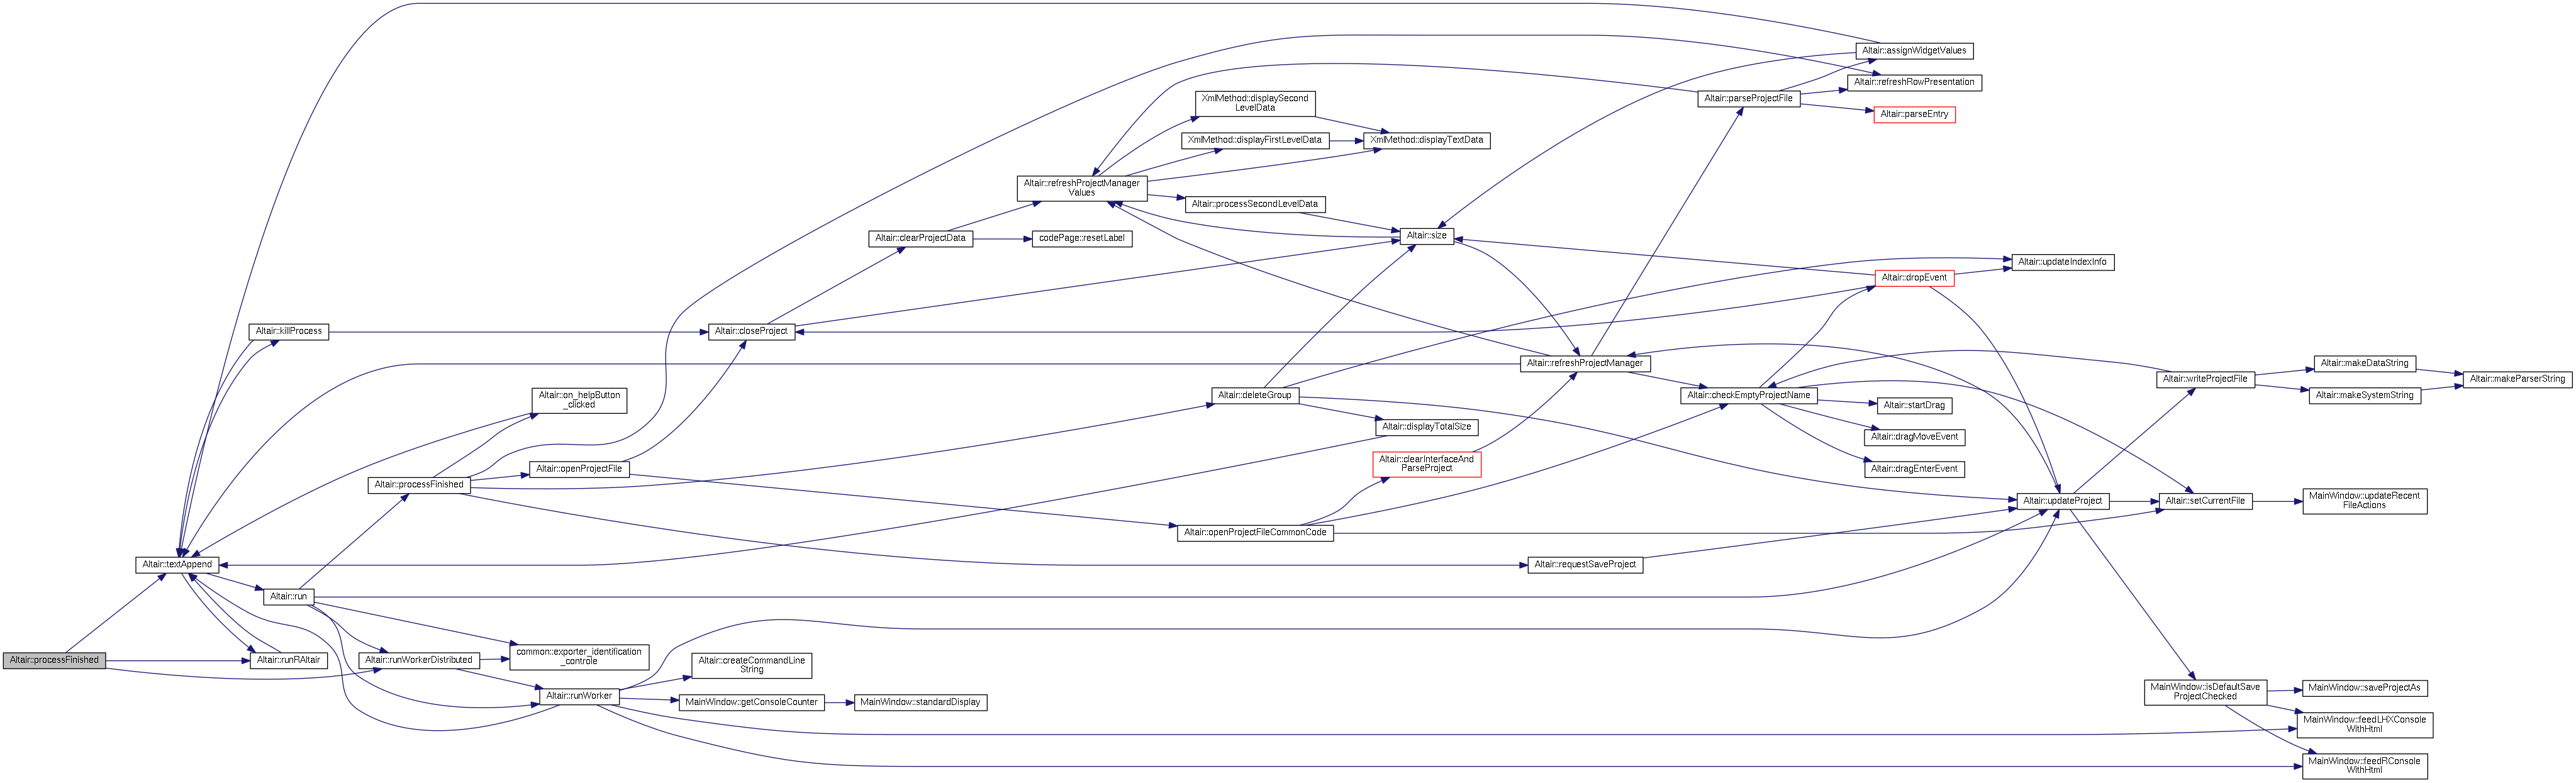 Altair::processFinished
Altair::textAppend
Altair::killProcess
Altair::run
Altair::runRAltair
Altair::processFinished
Altair::runWorkerDistributed
Altair::on_helpButton
_clicked
Altair::openProjectFile
common::exporter_identification
_controle
Altair::runWorker
Altair::closeProject
Altair::createCommandLine
String
MainWindow::getConsoleCounter
MainWindow::standardDisplay
Altair::clearProjectData
Altair::refreshProjectManager
Values
codePage::resetLabel
XmlMethod::displaySecond
LevelData
XmlMethod::displayFirstLevelData
Altair::processSecondLevelData
Altair::deleteGroup
Altair::openProjectFileCommonCode
XmlMethod::displayTextData
Altair::size
Altair::displayTotalSize
Altair::clearInterfaceAnd
ParseProject
Altair::refreshProjectManager
Altair::requestSaveProject
Altair::parseProjectFile
Altair::checkEmptyProjectName
Altair::assignWidgetValues
Altair::refreshRowPresentation
Altair::parseEntry
Altair::dropEvent
Altair::startDrag
Altair::dragMoveEvent
Altair::dragEnterEvent
Altair::updateIndexInfo
Altair::updateProject
Altair::writeProjectFile
Altair::setCurrentFile
MainWindow::isDefaultSave
ProjectChecked
Altair::makeDataString
Altair::makeSystemString
Altair::makeParserString
MainWindow::updateRecent
FileActions
MainWindow::saveProjectAs
MainWindow::feedLHXConsole
WithHtml
MainWindow::feedRConsole
WithHtml